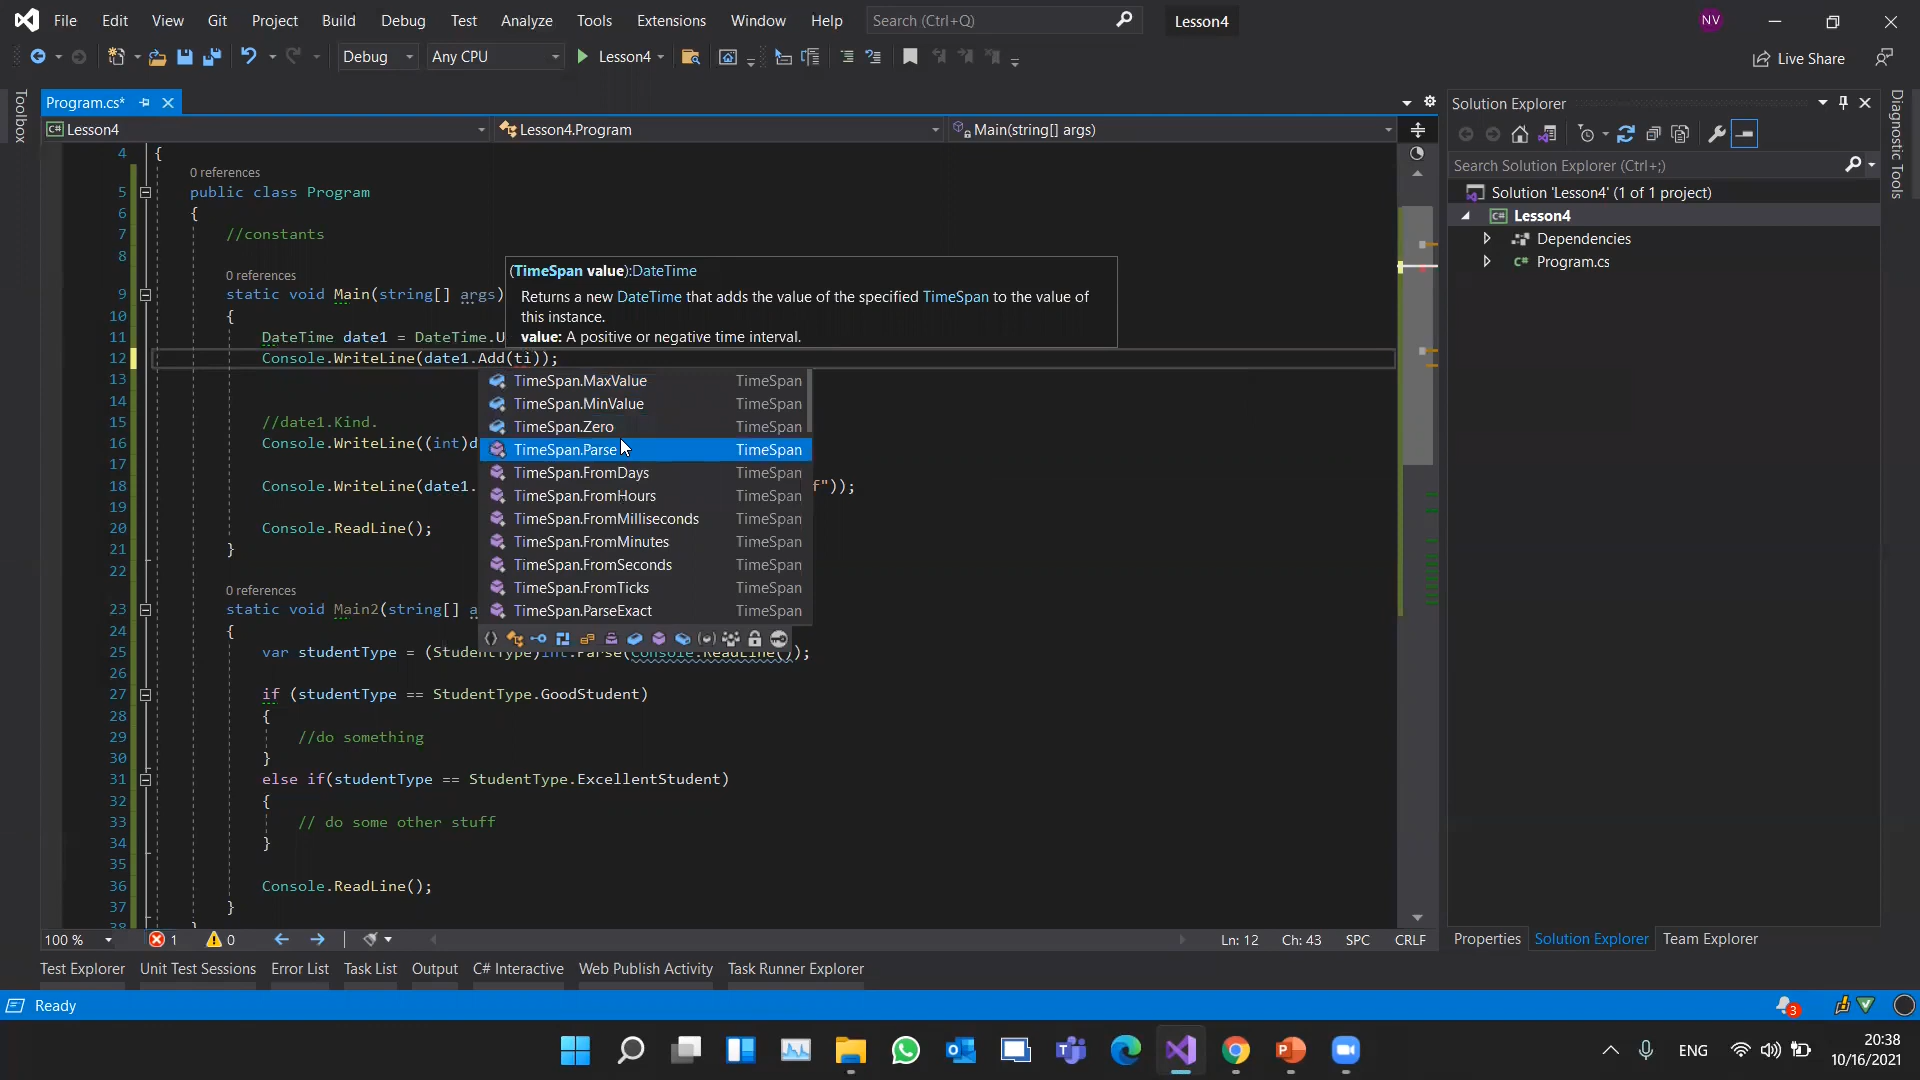 File Edit View Git Project Build Debug Test Analyze Tools Extensions Window Help Search (Ctrl+Q) Lesson4 NV
Debug Any CPU Lesson4 Live Share
Toolbox
Program.cs*
Lesson4 Lesson4.Program Main(string[] args)
4 {
0 references
5 public class Program
6 {
7 //constants
8
0 references
9 static void Main(string[] args)
10 {
11 DateTime date1 = DateTime.U
12 Console.WriteLine(date1.Add(ti));
13
14
15 //date1.Kind.
16 Console.WriteLine((int)d
17
18 Console.WriteLine(date1. f"));
19
20 Console.ReadLine();
21 }
22
0 references
23 static void Main2(string[] a
24 {
25 var studentType = (StudentType)int.Parse(Console.ReadLine());
26
27 if (studentType == StudentType.GoodStudent)
28 {
29 //do something
30 }
31 else if(studentType == StudentType.ExcellentStudent)
32 {
33 // do some other stuff
34 }
35
36 Console.ReadLine();
37 }
38 }
(TimeSpan value):DateTime
Returns a new DateTime that adds the value of the specified TimeSpan to the value of
this instance.
value: A positive or negative time interval.
TimeSpan.MaxValue TimeSpan
TimeSpan.MinValue TimeSpan
TimeSpan.Zero TimeSpan
TimeSpan.Parse TimeSpan
TimeSpan.FromDays TimeSpan
TimeSpan.FromHours TimeSpan
TimeSpan.FromMilliseconds TimeSpan
TimeSpan.FromMinutes TimeSpan
TimeSpan.FromSeconds TimeSpan
TimeSpan.FromTicks TimeSpan
TimeSpan.ParseExact TimeSpan
Solution Explorer
Search Solution Explorer (Ctrl+;)
Solution 'Lesson4' (1 of 1 project)
C# Lesson4
Dependencies
C# Program.cs
Diagnostic Tools
100 % 1 0 Ln: 12 Ch: 43 SPC CRLF
Properties Solution Explorer Team Explorer
Test Explorer Unit Test Sessions Error List Task List Output C# Interactive Web Publish Activity Task Runner Explorer
Ready 3
ENG 20:38
10/16/2021